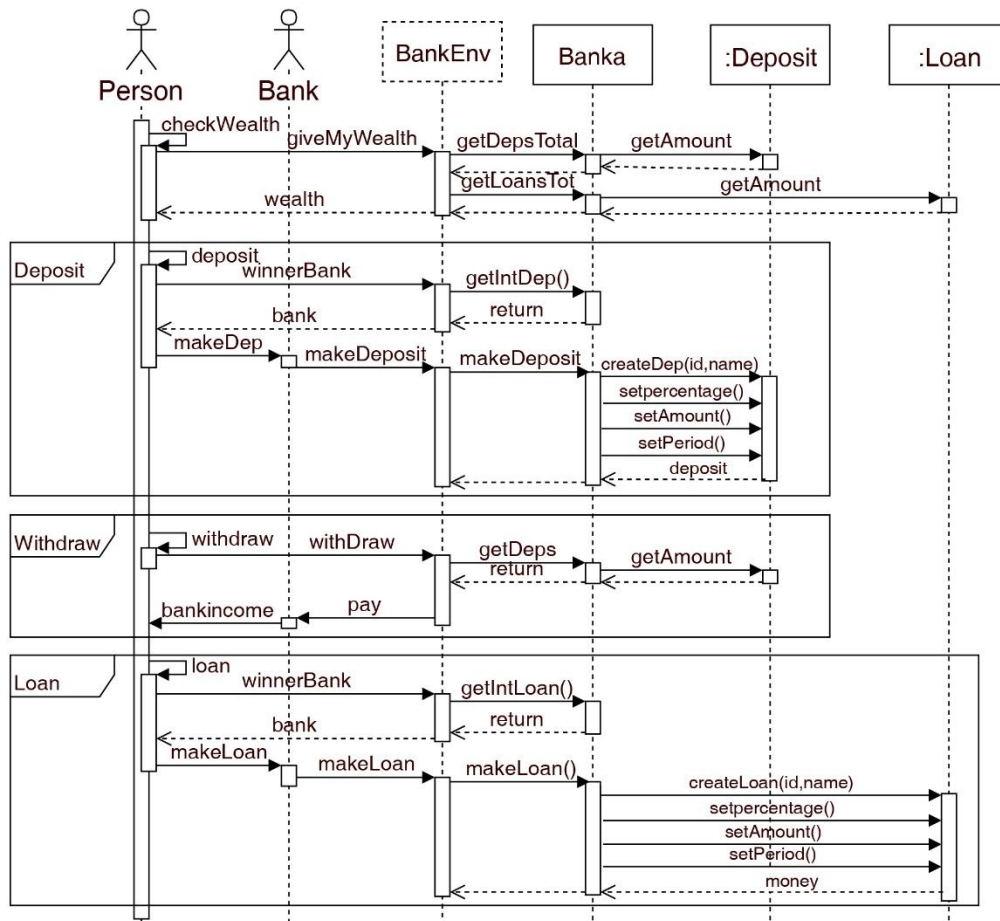 Person
Bank
BankEnv
Banka
:Deposit
:Loan
checkWealth
giveMyWealth
getDepsTotal
getAmount
getLoansTot
getAmount
wealth
Deposit
deposit
winnerBank
getIntDep()
bank
return
makeDep
makeDeposit
makeDeposit
createDep(id,name)
setpercentage()
setAmount()
setPeriod()
deposit
Withdraw
withdraw
withDraw
getDeps
getAmount
return
bankincome
pay
Loan
loan
winnerBank
getIntLoan()
bank
return
makeLoan
makeLoan
makeLoan()
createLoan(id,name)
setpercentage()
setAmount()
setPeriod()
money